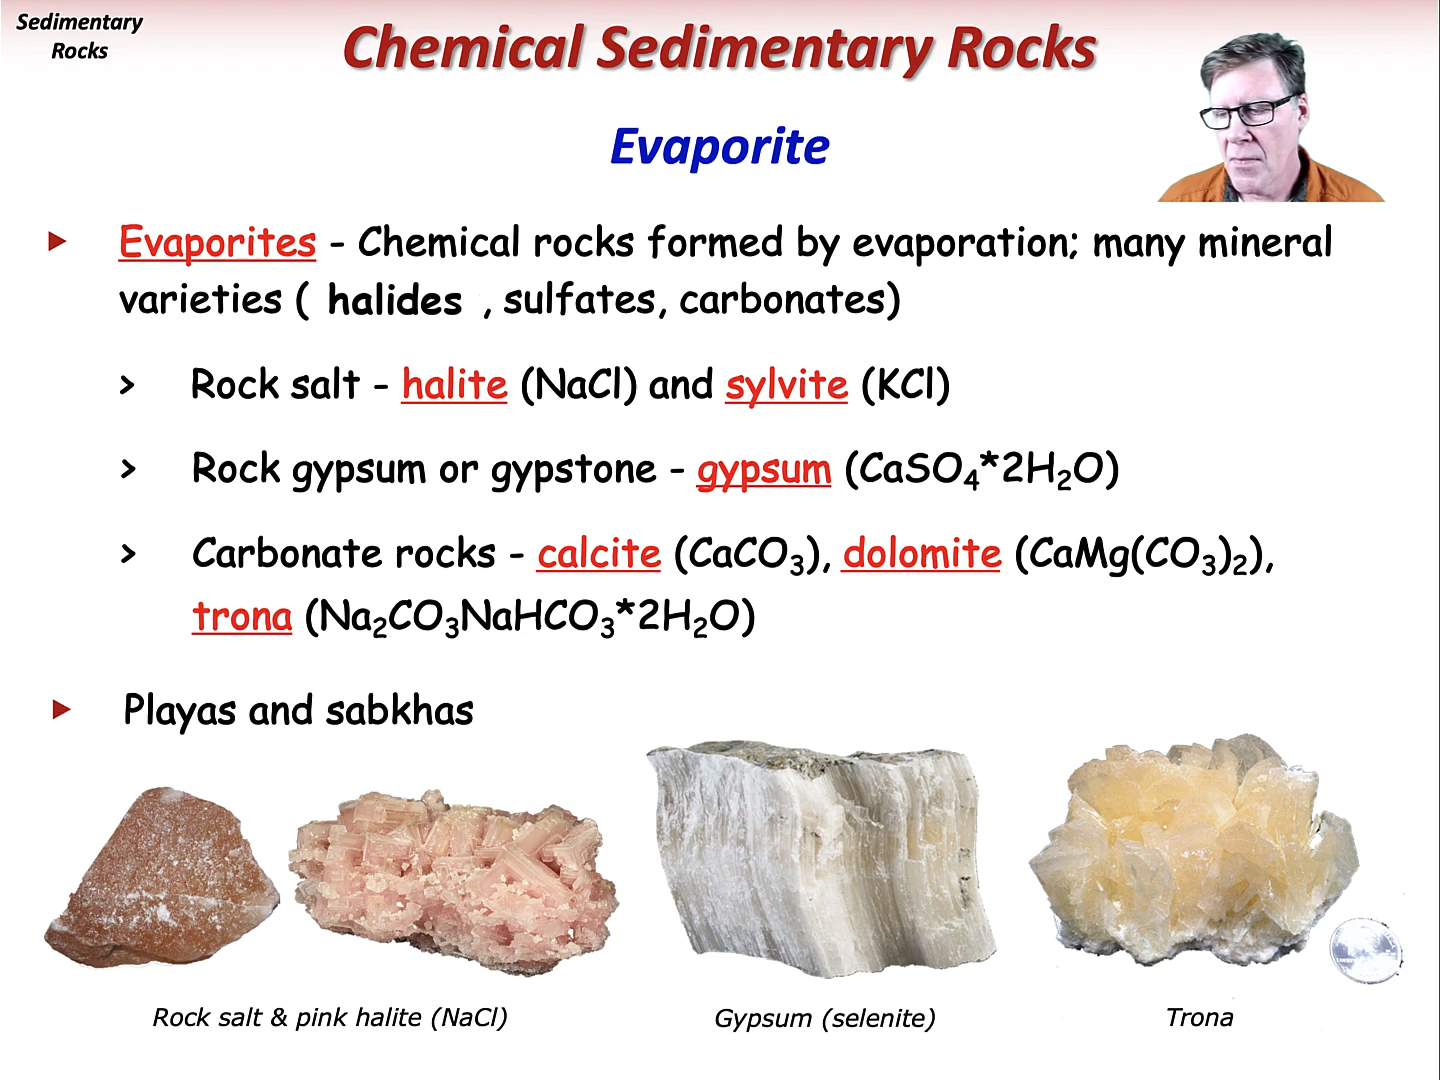 Sedimentary
Rocks
Chemical Sedimentary Rocks
Evaporite
Evaporites - Chemical rocks formed by evaporation; many mineral
varieties ( halides , sulfates, carbonates)
> Rock salt - halite (NaCl) and sylvite (KCl)
> Rock gypsum or gypstone - gypsum (CaSO₄*2H₂O)
> Carbonate rocks - calcite (CaCO₃), dolomite (CaMg(CO₃)₂),
trona (Na₂CO₃NaHCO₃*2H₂O)
Playas and sabkhas
Rock salt & pink halite (NaCl)
Gypsum (selenite)
Trona